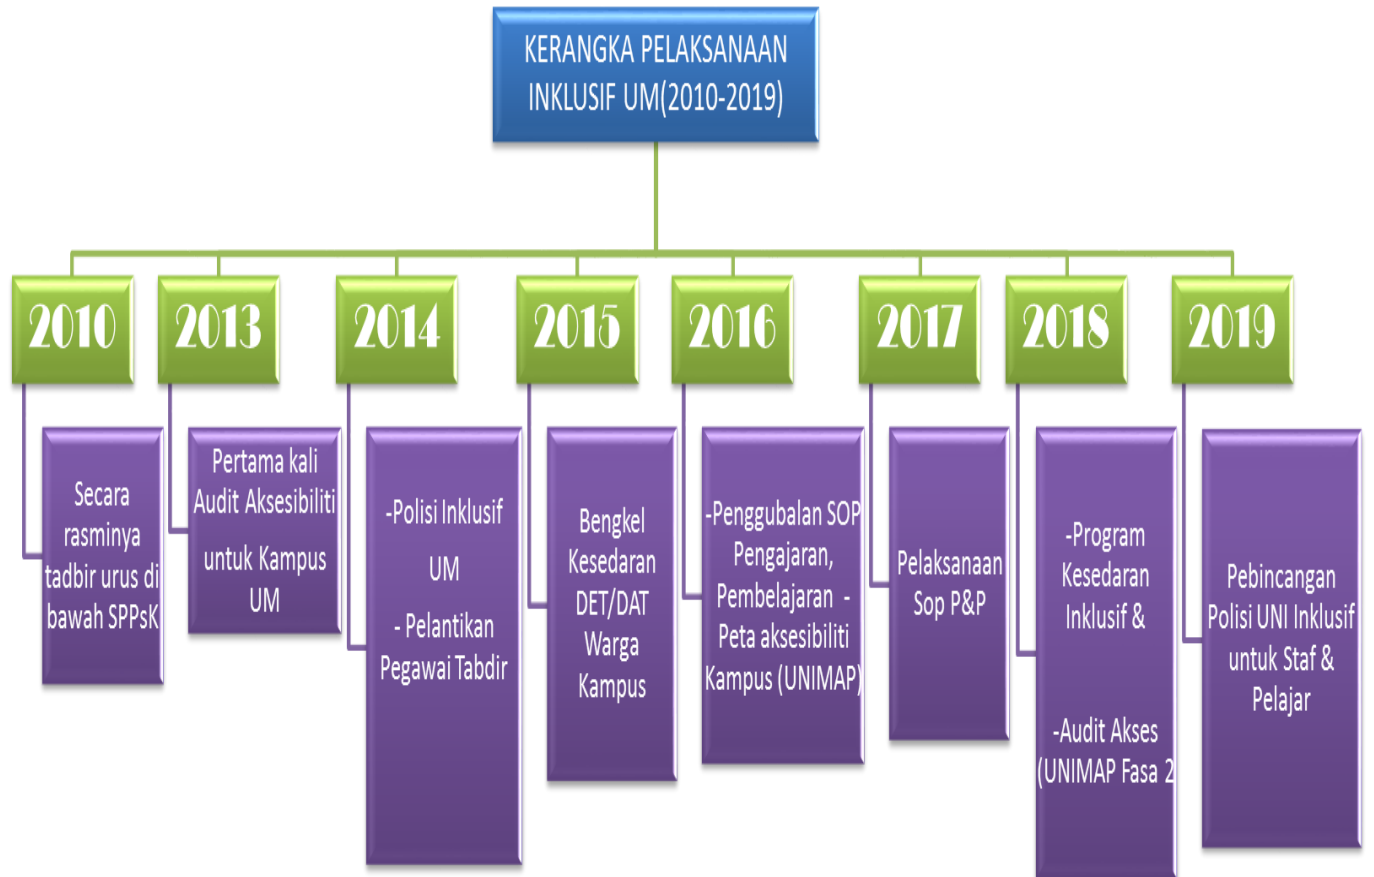 KERANGKA PELAKSANAAN
INKLUSIF UM(2010-2019)
2010
2013
2014
2015
2016
2017
2018
2019
Secara
rasminya
tadbir urus di
bawah SPPsK
Pertama kali
Audit Aksesibiliti
untuk Kampus
UM
-Polisi Inklusif
UM
- Pelantikan
Pegawai Tabdir
Bengkel
Kesedaran
DET/DAT
Warga
Kampus
-Penggubalan SOP
Pengajaran,
Pembelajaran -
Peta aksesibiliti
Kampus (UNIMAP)
Pelaksanaan
Sop P&P
-Program
Kesedaran
Inklusif &
-Audit Akses
(UNIMAP Fasa 2
Pebincangan
Polisi UNI Inklusif
untuk Staf &
Pelajar